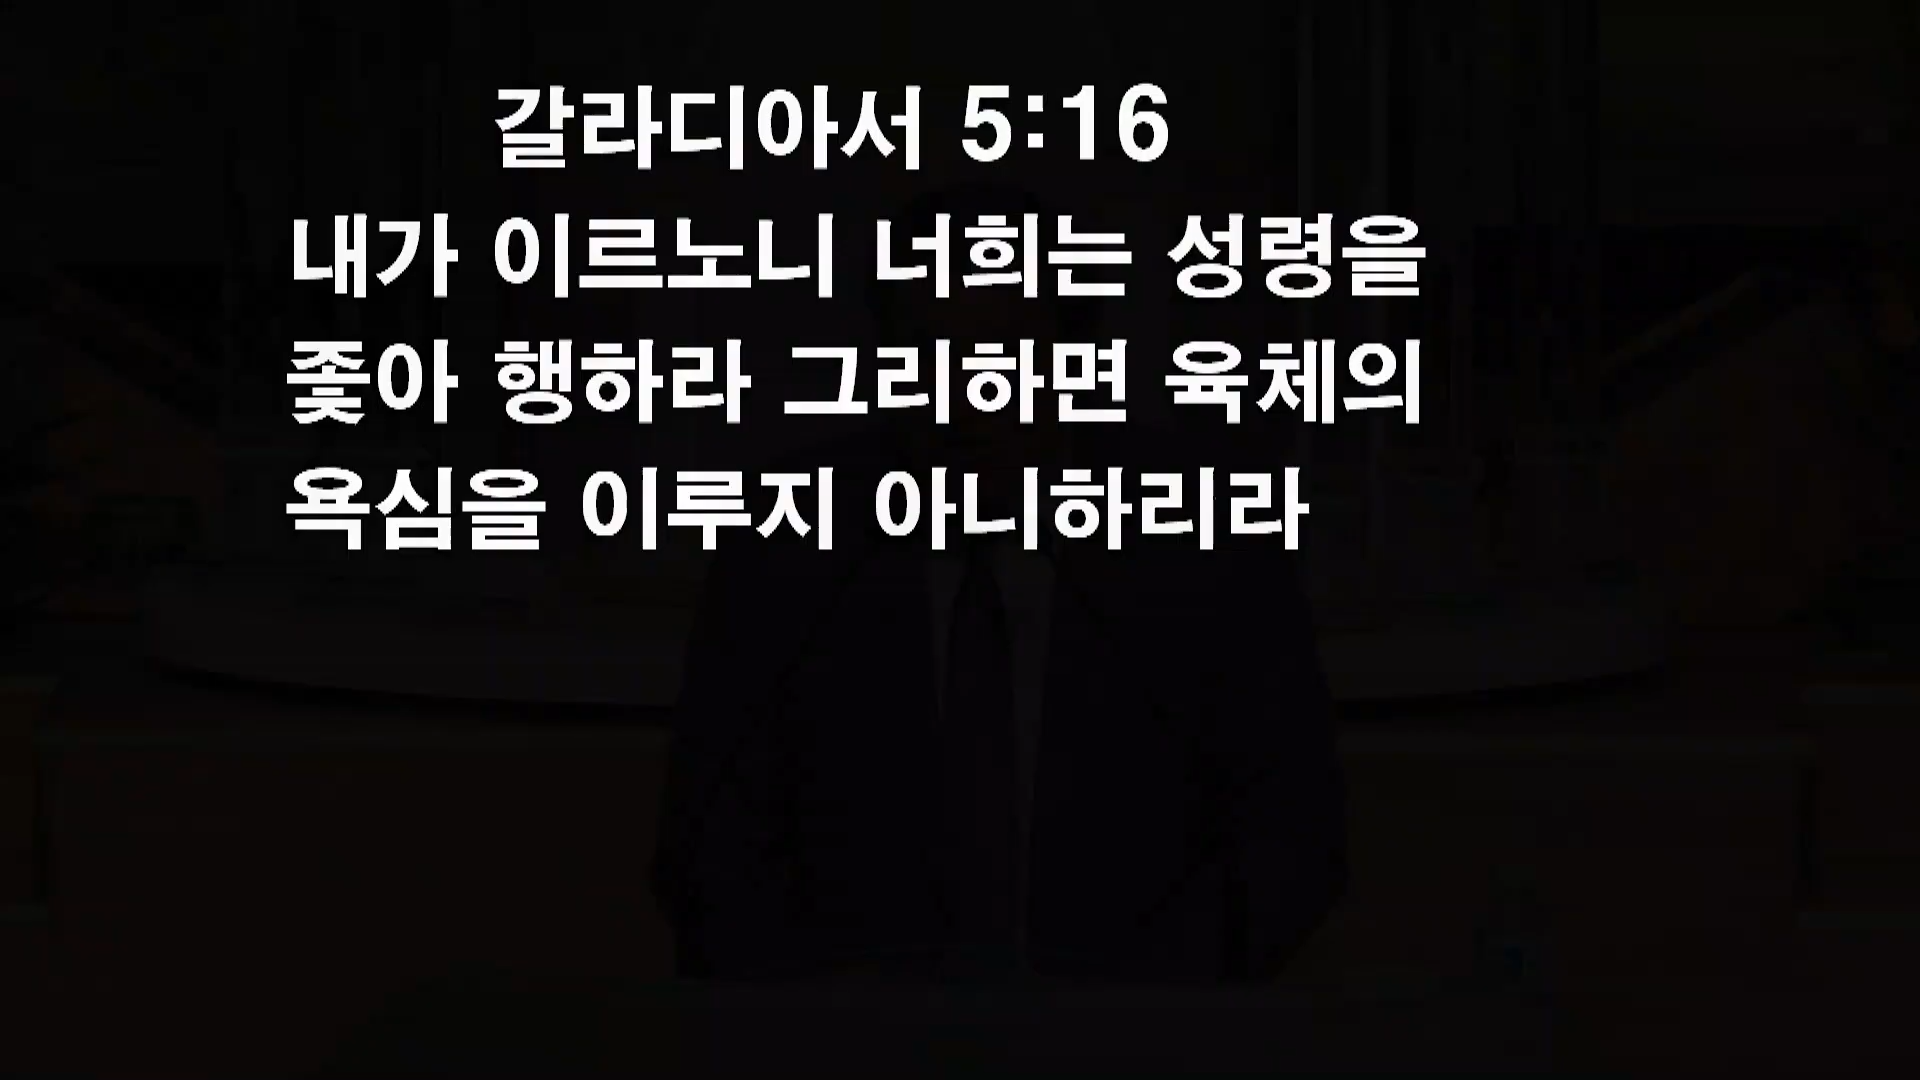 갈라디아서 5:16
내가 이르노니 너희는 성령을
좇아 행하라 그리하면 육체의
욕심을 이루지 아니하리라